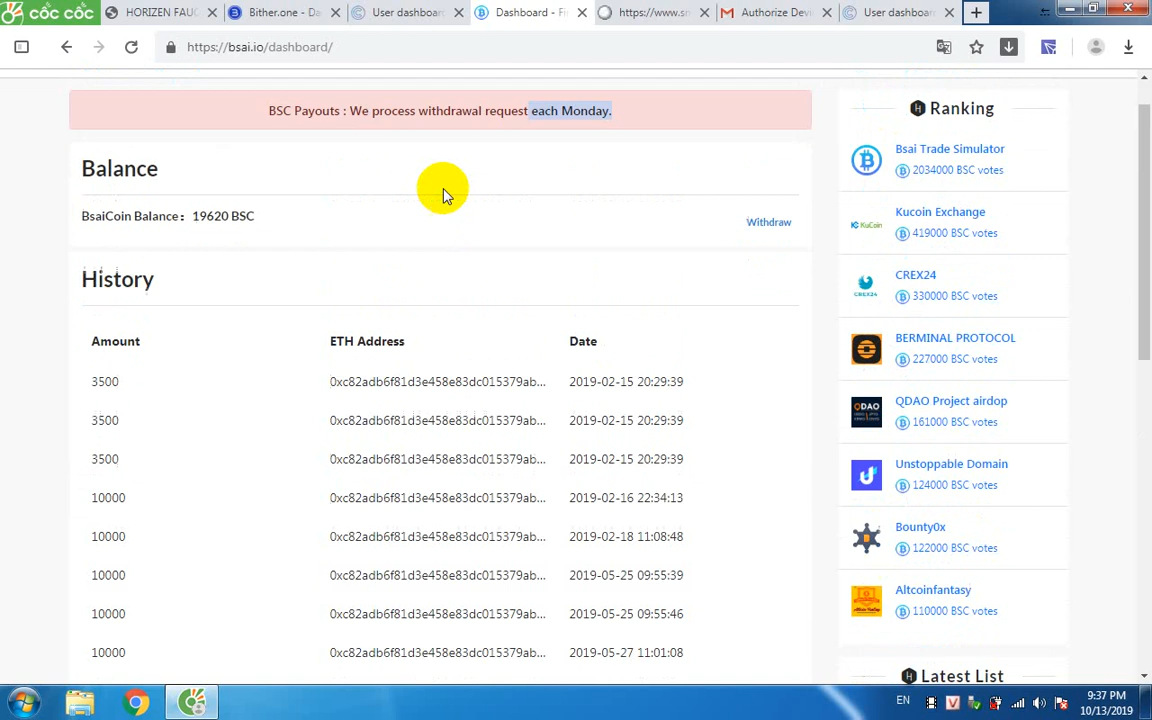 cốc cốc
HORIZEN FAUC
Bither.one - Da
User dashboar
Dashboard - Fi
https://www.sn
Authorize Devi
User dashboar
https://bsai.io/dashboard/
BSC Payouts : We process withdrawal request each Monday.
Balance
BsaiCoin Balance： 19620 BSC
Withdraw
History
Amount ETH Address Date
3500 0xc82adb6f81d3e458e83dc015379ab... 2019-02-15 20:29:39
3500 0xc82adb6f81d3e458e83dc015379ab... 2019-02-15 20:29:39
3500 0xc82adb6f81d3e458e83dc015379ab... 2019-02-15 20:29:39
10000 0xc82adb6f81d3e458e83dc015379ab... 2019-02-16 22:34:13
10000 0xc82adb6f81d3e458e83dc015379ab... 2019-02-18 11:08:48
10000 0xc82adb6f81d3e458e83dc015379ab... 2019-05-25 09:55:39
10000 0xc82adb6f81d3e458e83dc015379ab... 2019-05-25 09:55:46
10000 0xc82adb6f81d3e458e83dc015379ab... 2019-05-27 11:01:08
Ranking
Bsai Trade Simulator
2034000 BSC votes
KuCoin
Kucoin Exchange
419000 BSC votes
CREX24
CREX24
330000 BSC votes
BERMINAL PROTOCOL
227000 BSC votes
QDAO
QDAO Project airdop
161000 BSC votes
Unstoppable Domain
124000 BSC votes
Bounty0x
122000 BSC votes
Altcoinfantasy
110000 BSC votes
Latest List
EN
9:37 PM
10/13/2019